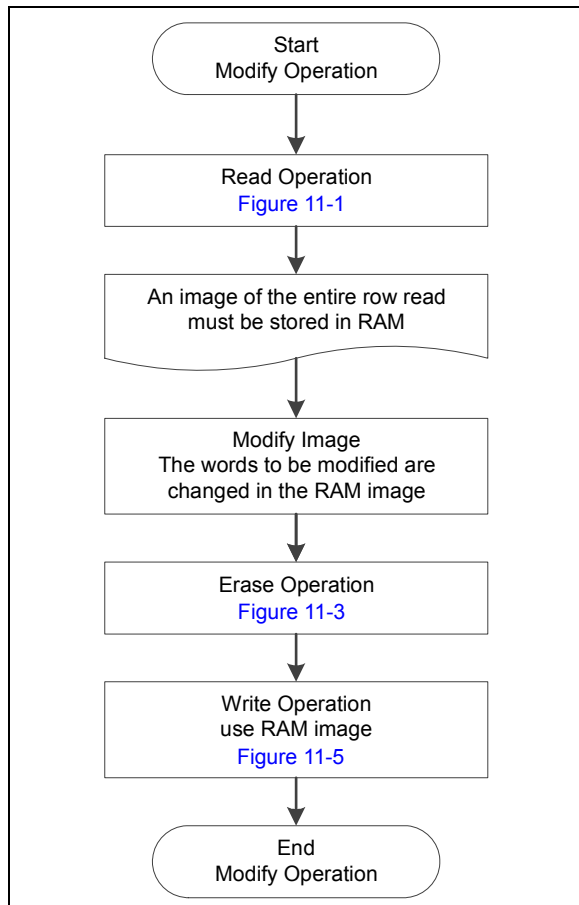 Start
Modify Operation
Read Operation
Figure 11-1
An image of the entire row read
must be stored in RAM
Modify Image
The words to be modified are
changed in the RAM image
Erase Operation
Figure 11-3
Write Operation
use RAM image
Figure 11-5
End
Modify Operation